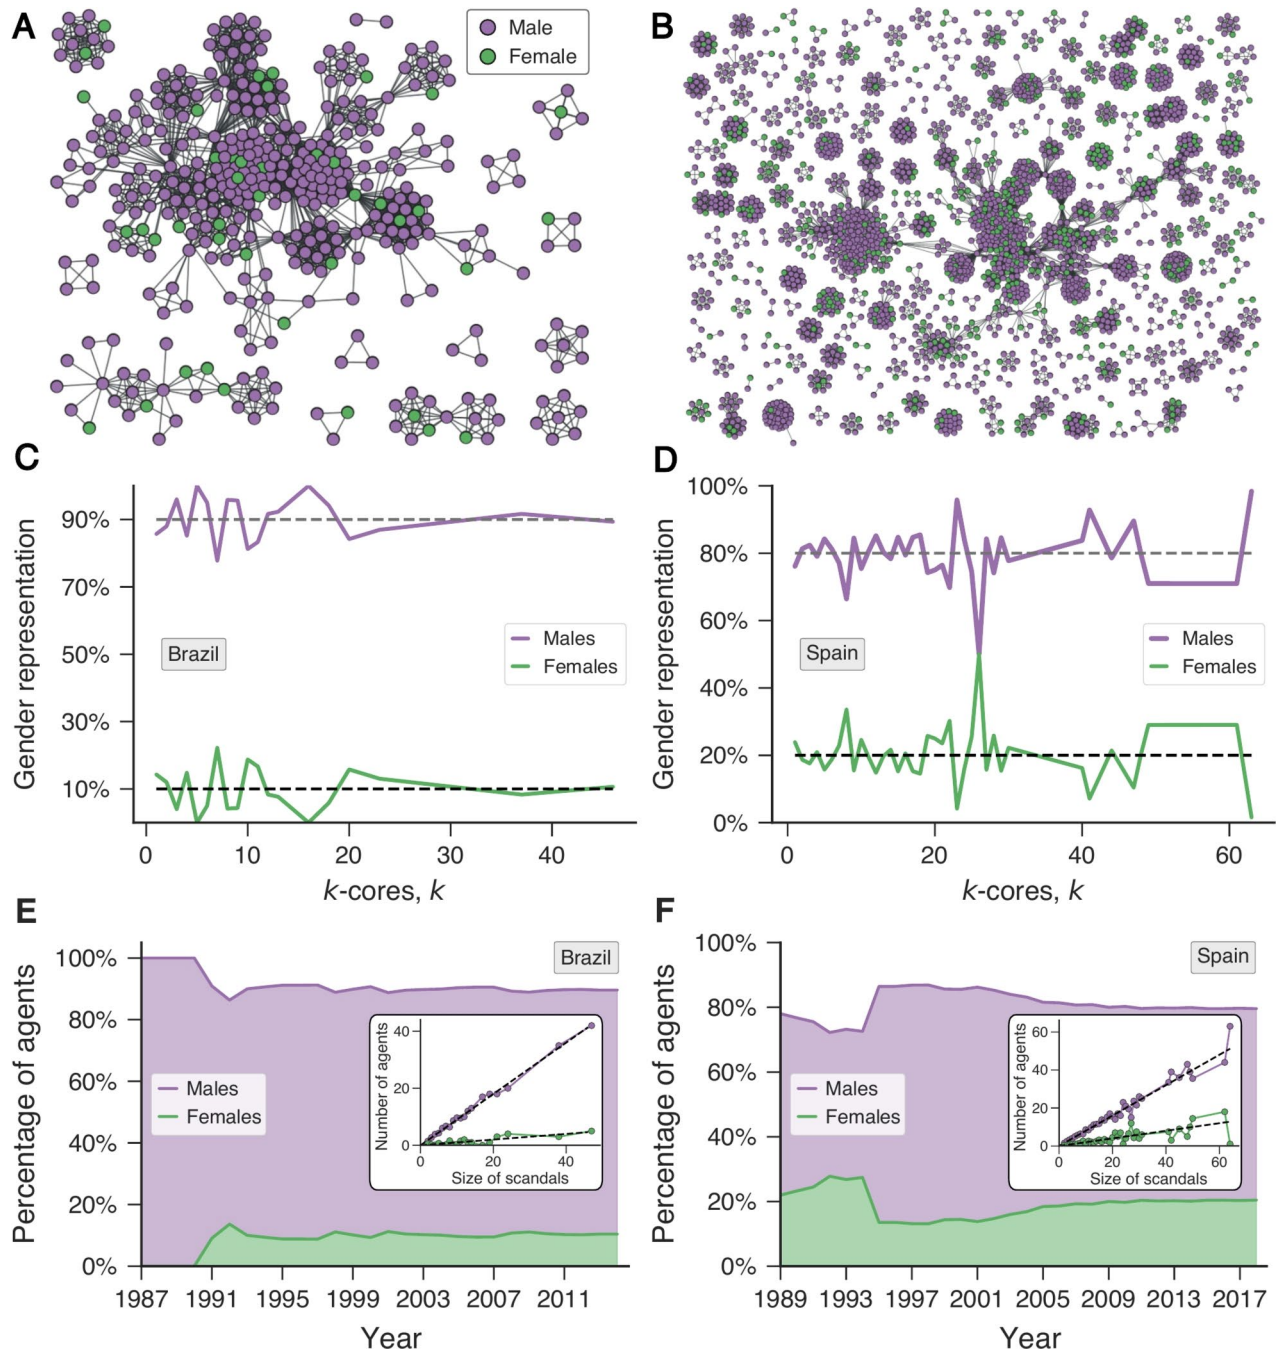 A
Male
Female
B
C
Gender representation
90%
70%
50%
30%
10%
Brazil
Males
Females
0
10
20
30
40
k-cores, k
D
Gender representation
100%
80%
60%
40%
20%
0%
Spain
Males
Females
0
20
40
60
k-cores, k
E
Percentage of agents
100%
80%
60%
40%
20%
0%
Brazil
Males
Females
Number of agents
40
20
0
0
20
40
Size of scandals
1987
1991
1995
1999
2003
2007
2011
Year
F
Percentage of agents
100%
80%
60%
40%
20%
0%
Spain
Males
Females
Number of agents
60
40
20
0
0
20
40
60
Size of scandals
1989
1993
1997
2001
2005
2009
2013
2017
Year